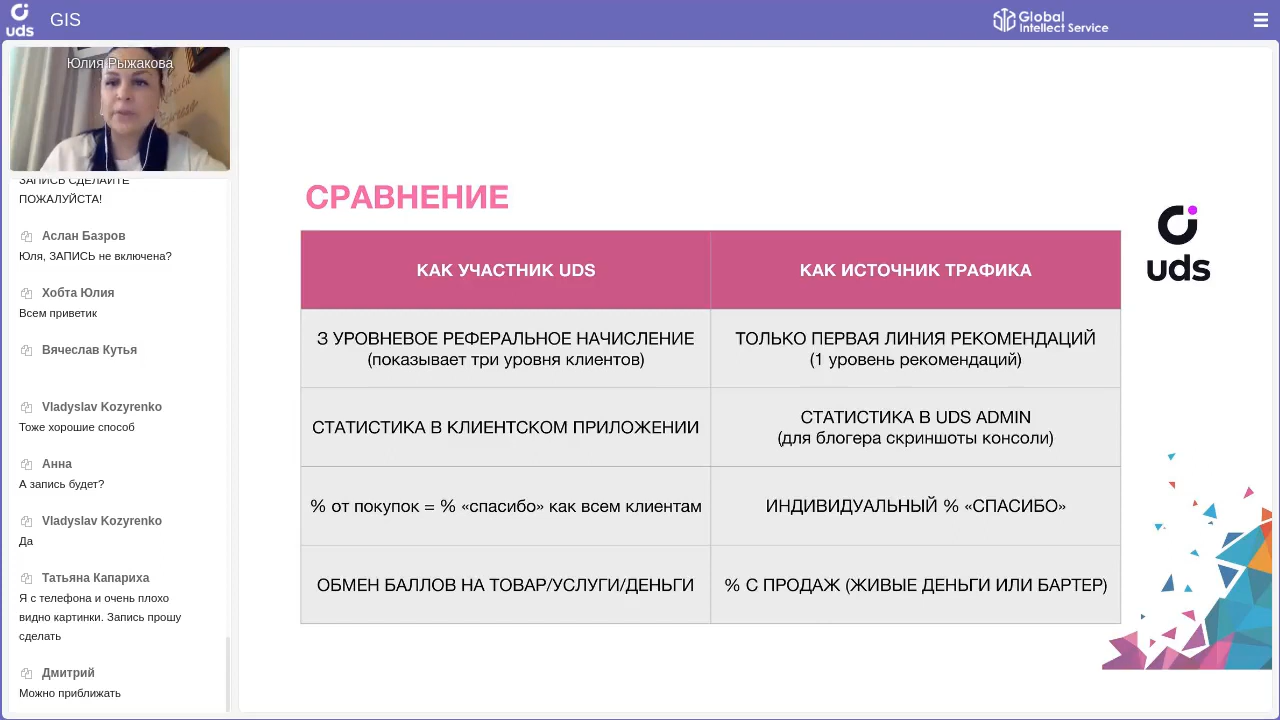 uds
GIS
Global
Intellect Service
Юлия Рыжакова
ЗАПИСЬ СДЕЛАЙТЕ
ПОЖАЛУЙСТА!
Аслан Базров
Юля, ЗАПИСЬ не включена?
Хобта Юлия
Всем приветик
Вячеслав Кутья
Vladyslav Kozyrenko
Тоже хорошие способ
Анна
А запись будет?
Vladyslav Kozyrenko
Да
Татьяна Капариха
Я с телефона и очень плохо
видно картинки. Запись прошу
сделать
Дмитрий
Можно приближать
СРАВНЕНИЕ
КАК УЧАСТНИК UDS
КАК ИСТОЧНИК ТРАФИКА
3 УРОВНЕВОЕ РЕФЕРАЛЬНОЕ НАЧИСЛЕНИЕ
(показывает три уровня клиентов)
ТОЛЬКО ПЕРВАЯ ЛИНИЯ РЕКОМЕНДАЦИЙ
(1 уровень рекомендаций)
СТАТИСТИКА В КЛИЕНТСКОМ ПРИЛОЖЕНИИ
СТАТИСТИКА В UDS ADMIN
(для блогера скриншоты консоли)
% от покупок = % «спасибо» как всем клиентам
ИНДИВИДУАЛЬНЫЙ % «СПАСИБО»
ОБМЕН БАЛЛОВ НА ТОВАР/УСЛУГИ/ДЕНЬГИ
% С ПРОДАЖ (ЖИВЫЕ ДЕНЬГИ ИЛИ БАРТЕР)
uds